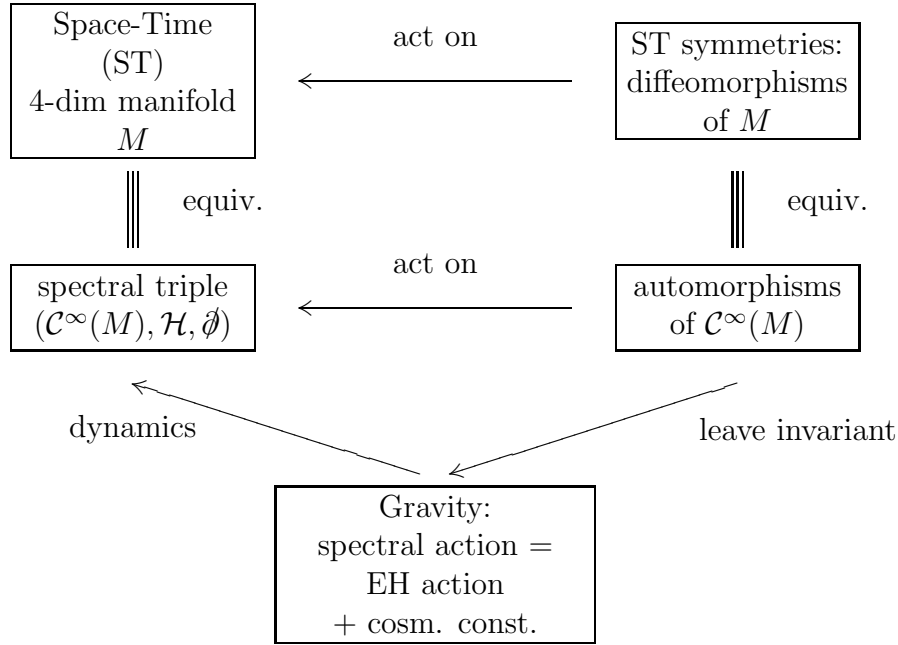 Space-Time
(ST)
4-dim manifold
M
act on
ST symmetries:
diffeomorphisms
of M
equiv.
equiv.
spectral triple
(𝒞^∞(M), ℋ, ∂̸)
act on
automorphisms
of 𝒞^∞(M)
dynamics
leave invariant
Gravity:
spectral action =
EH action
+ cosm. const.